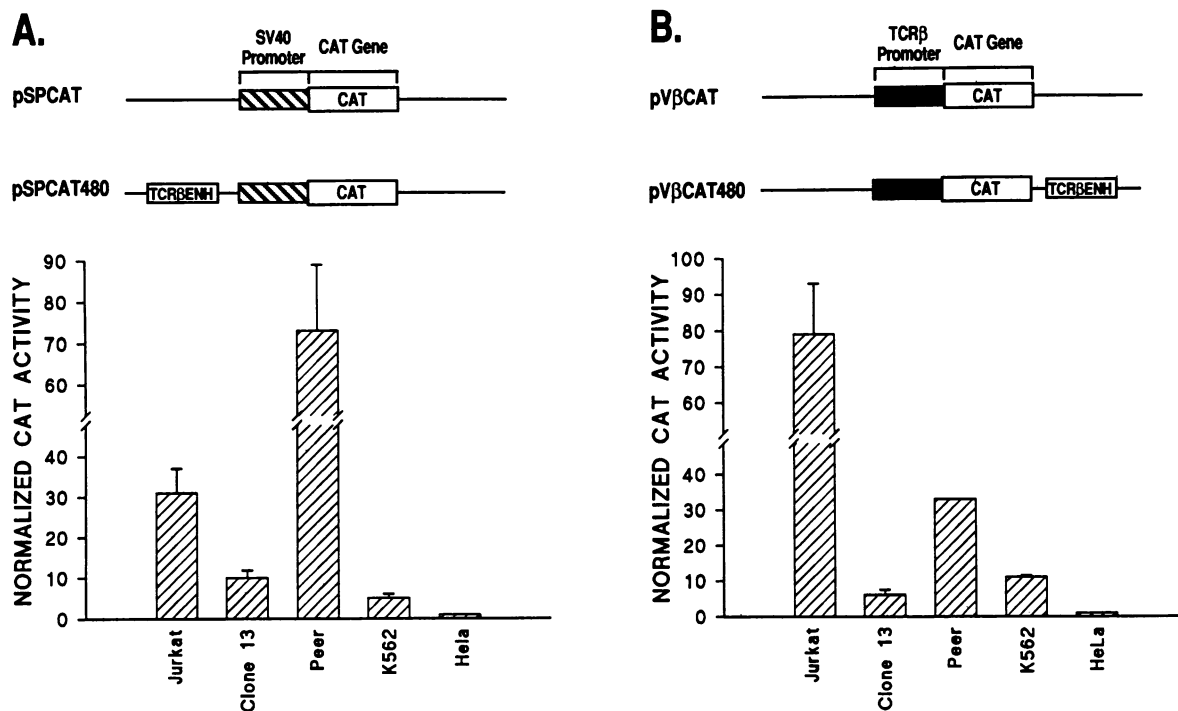 A.
SV40
Promoter
CAT Gene
pSPCAT
CAT
pSPCAT480
TCRβENH
CAT
NORMALIZED CAT ACTIVITY
90
80
70
60
40
30
20
10
0
Jurkat
Clone 13
Peer
K562
Hela
B.
TCRβ
Promoter
CAT Gene
pVβCAT
CAT
pVβCAT480
CAT
TCRβENH
NORMALIZED CAT ACTIVITY
100
90
80
70
60
40
30
20
10
0
Jurkat
Clone 13
Peer
K562
HeLa